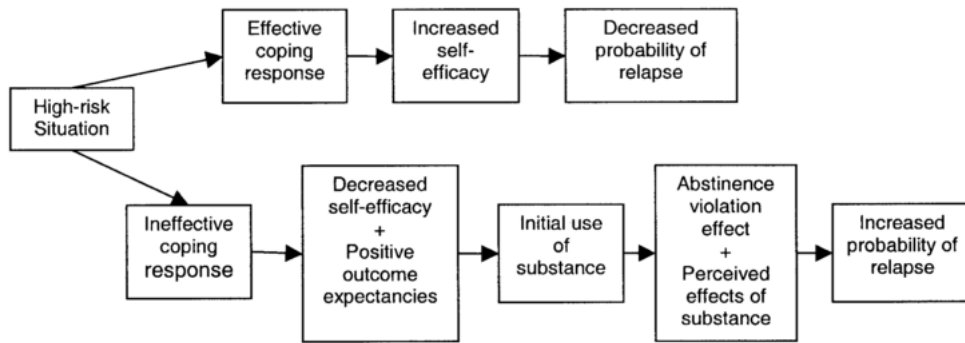 High-risk
Situation
Effective
coping
response
Increased
self-
efficacy
Decreased
probability of
relapse
Ineffective
coping
response
Decreased
self-efficacy
+
Positive
outcome
expectancies
Initial use
of
substance
Abstinence
violation
effect
+
Perceived
effects of
substance
Increased
probability of
relapse